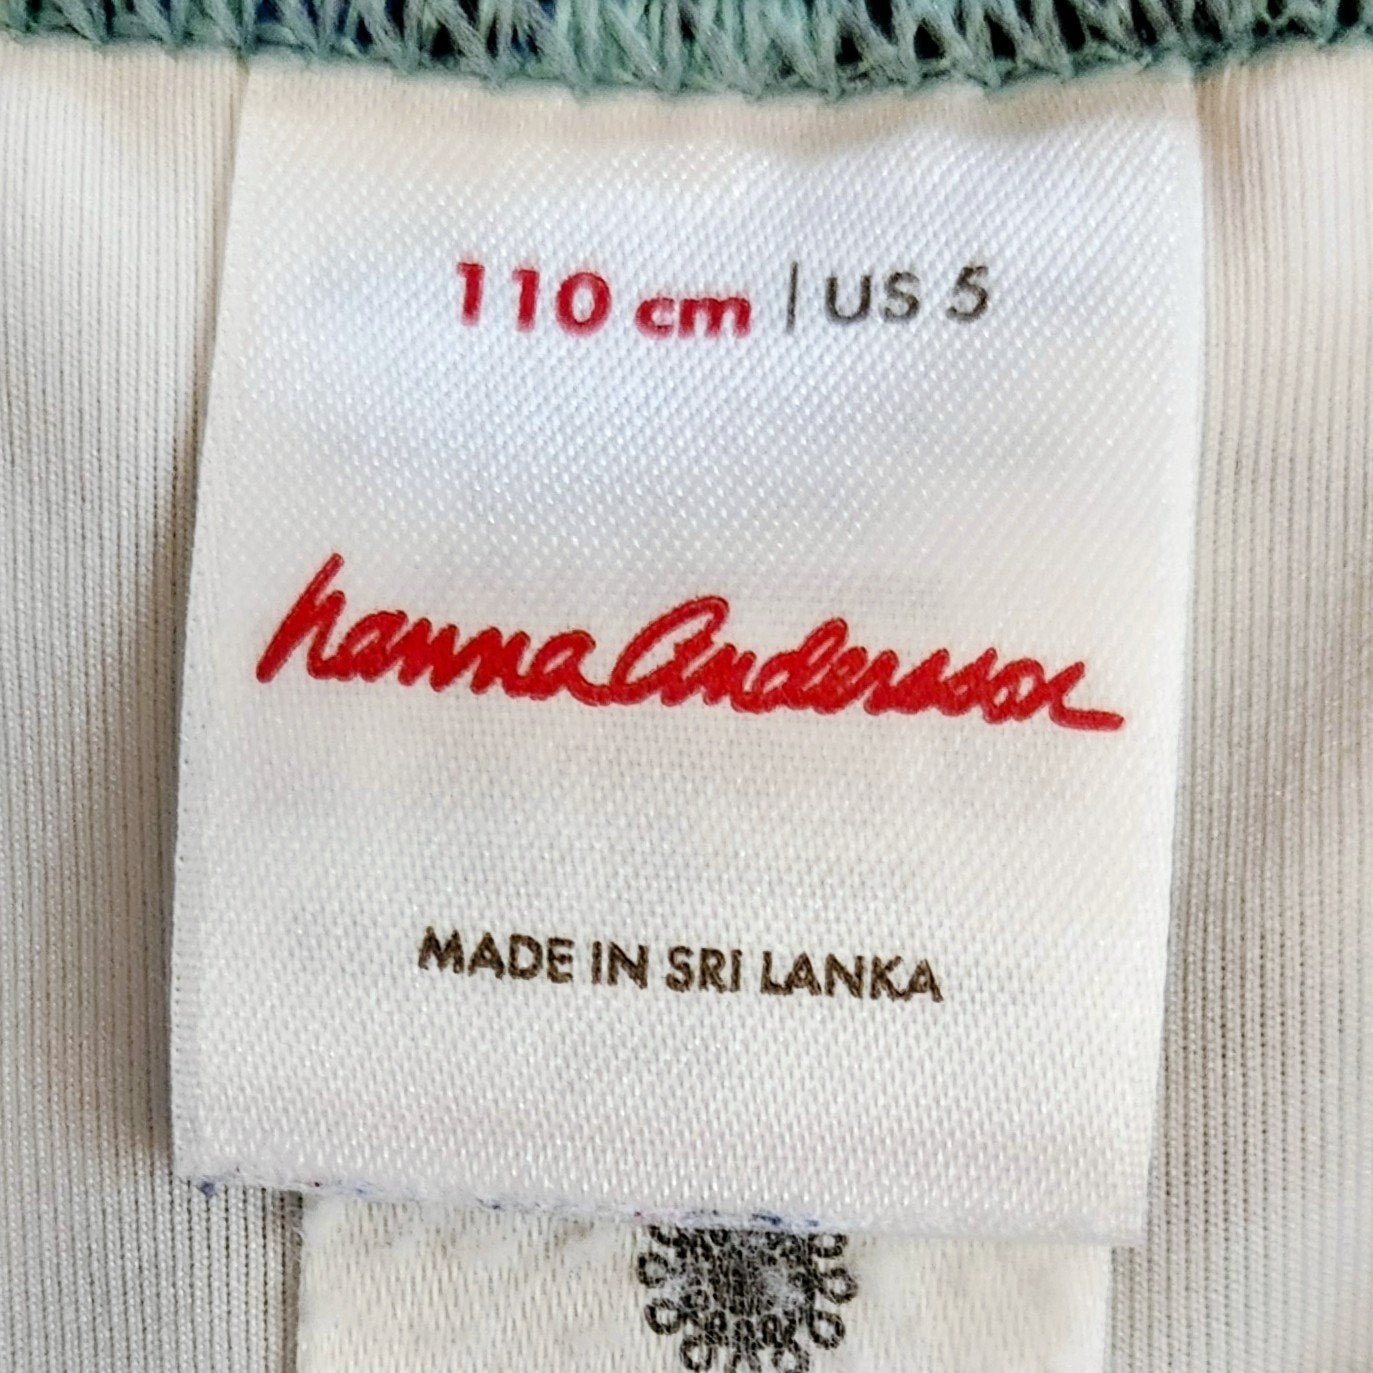 110 cm | US 5
hanna Andersson
MADE IN SRI LANKA